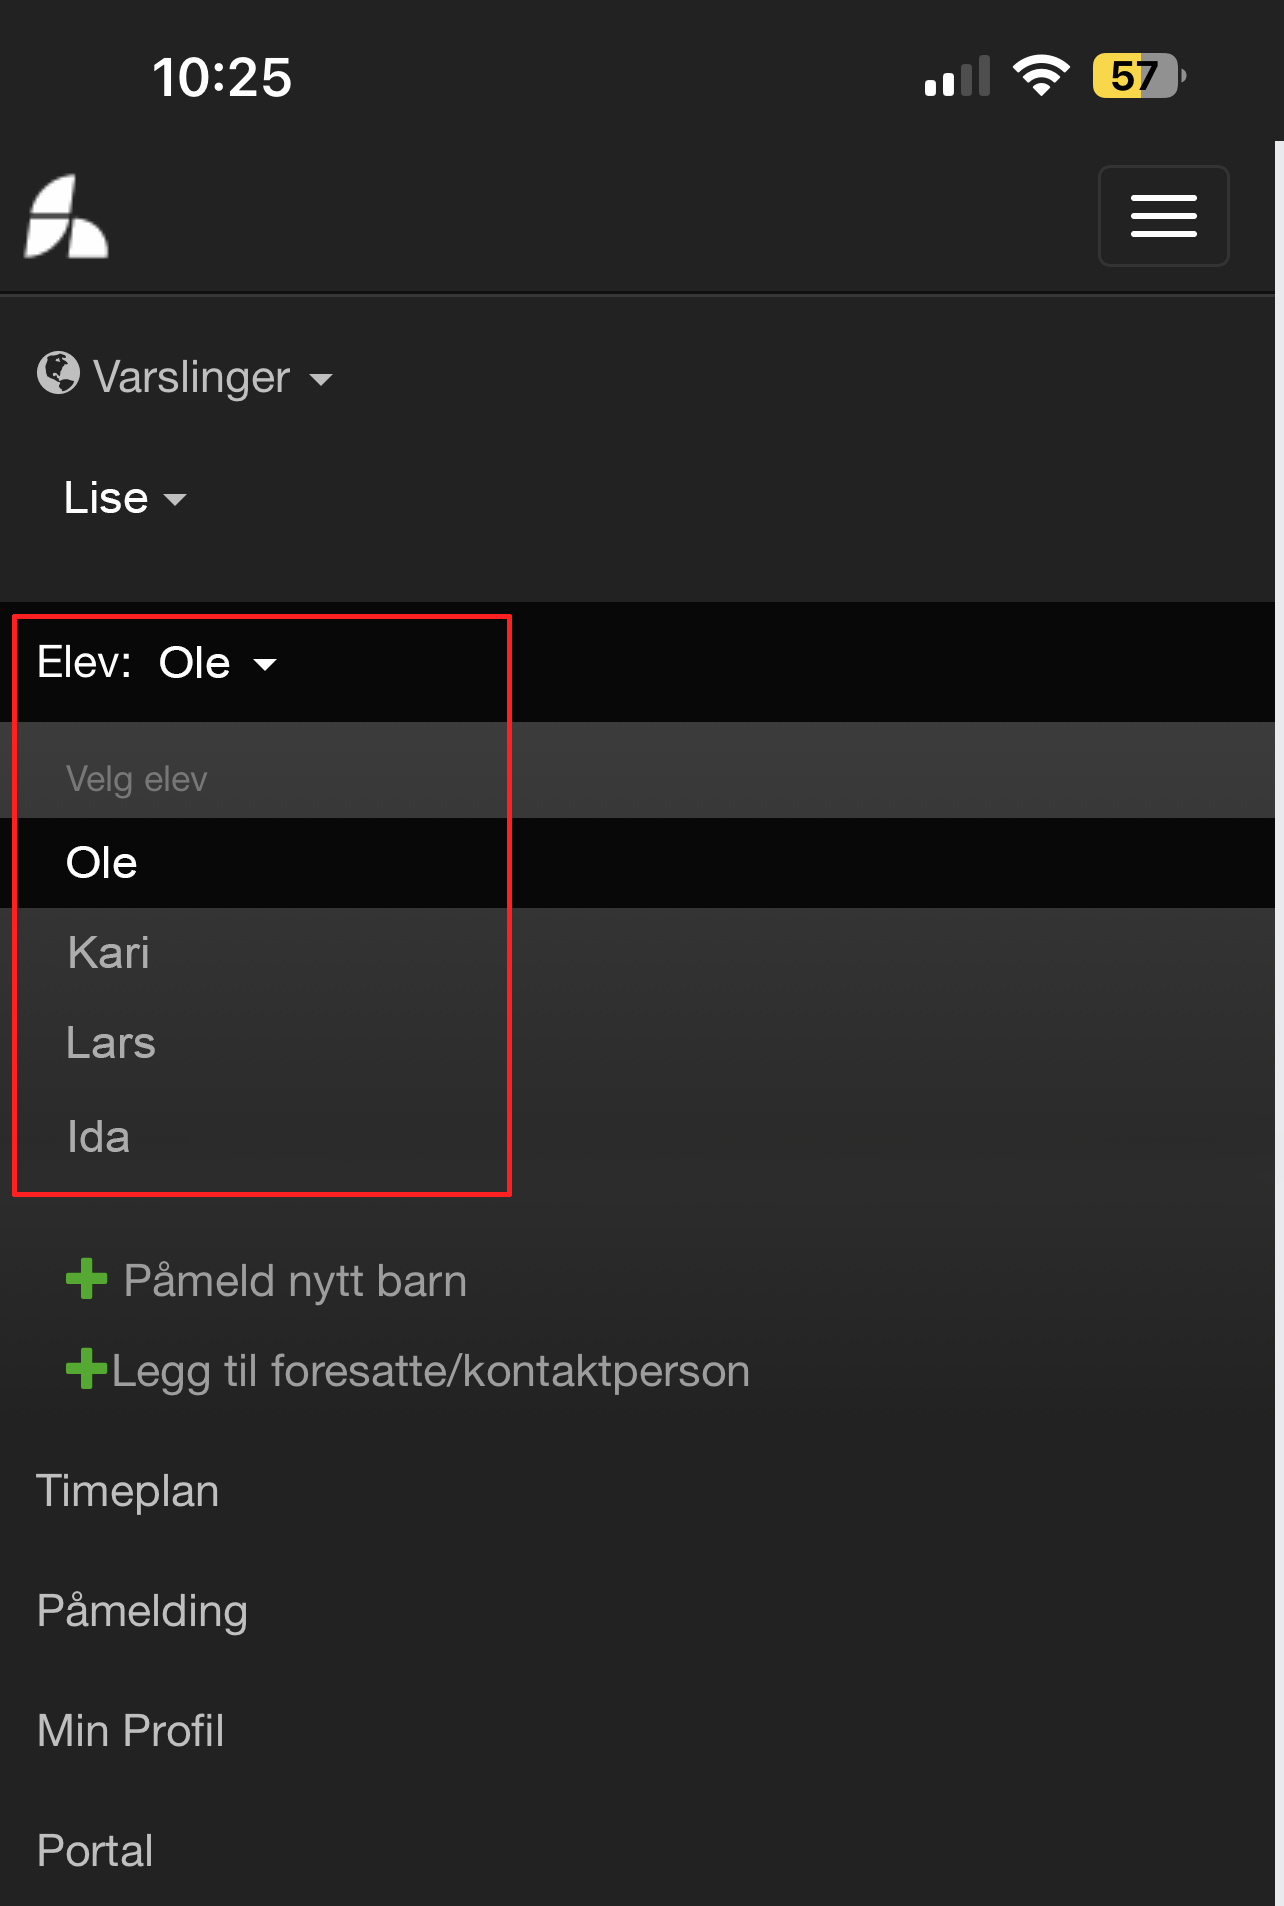 10:25
57
Varslinger
Lise
Elev: Ole
Velg elev
Ole
Kari
Lars
Ida
Påmeld nytt barn
Legg til foresatte/kontaktperson
Timeplan
Påmelding
Min Profil
Portal